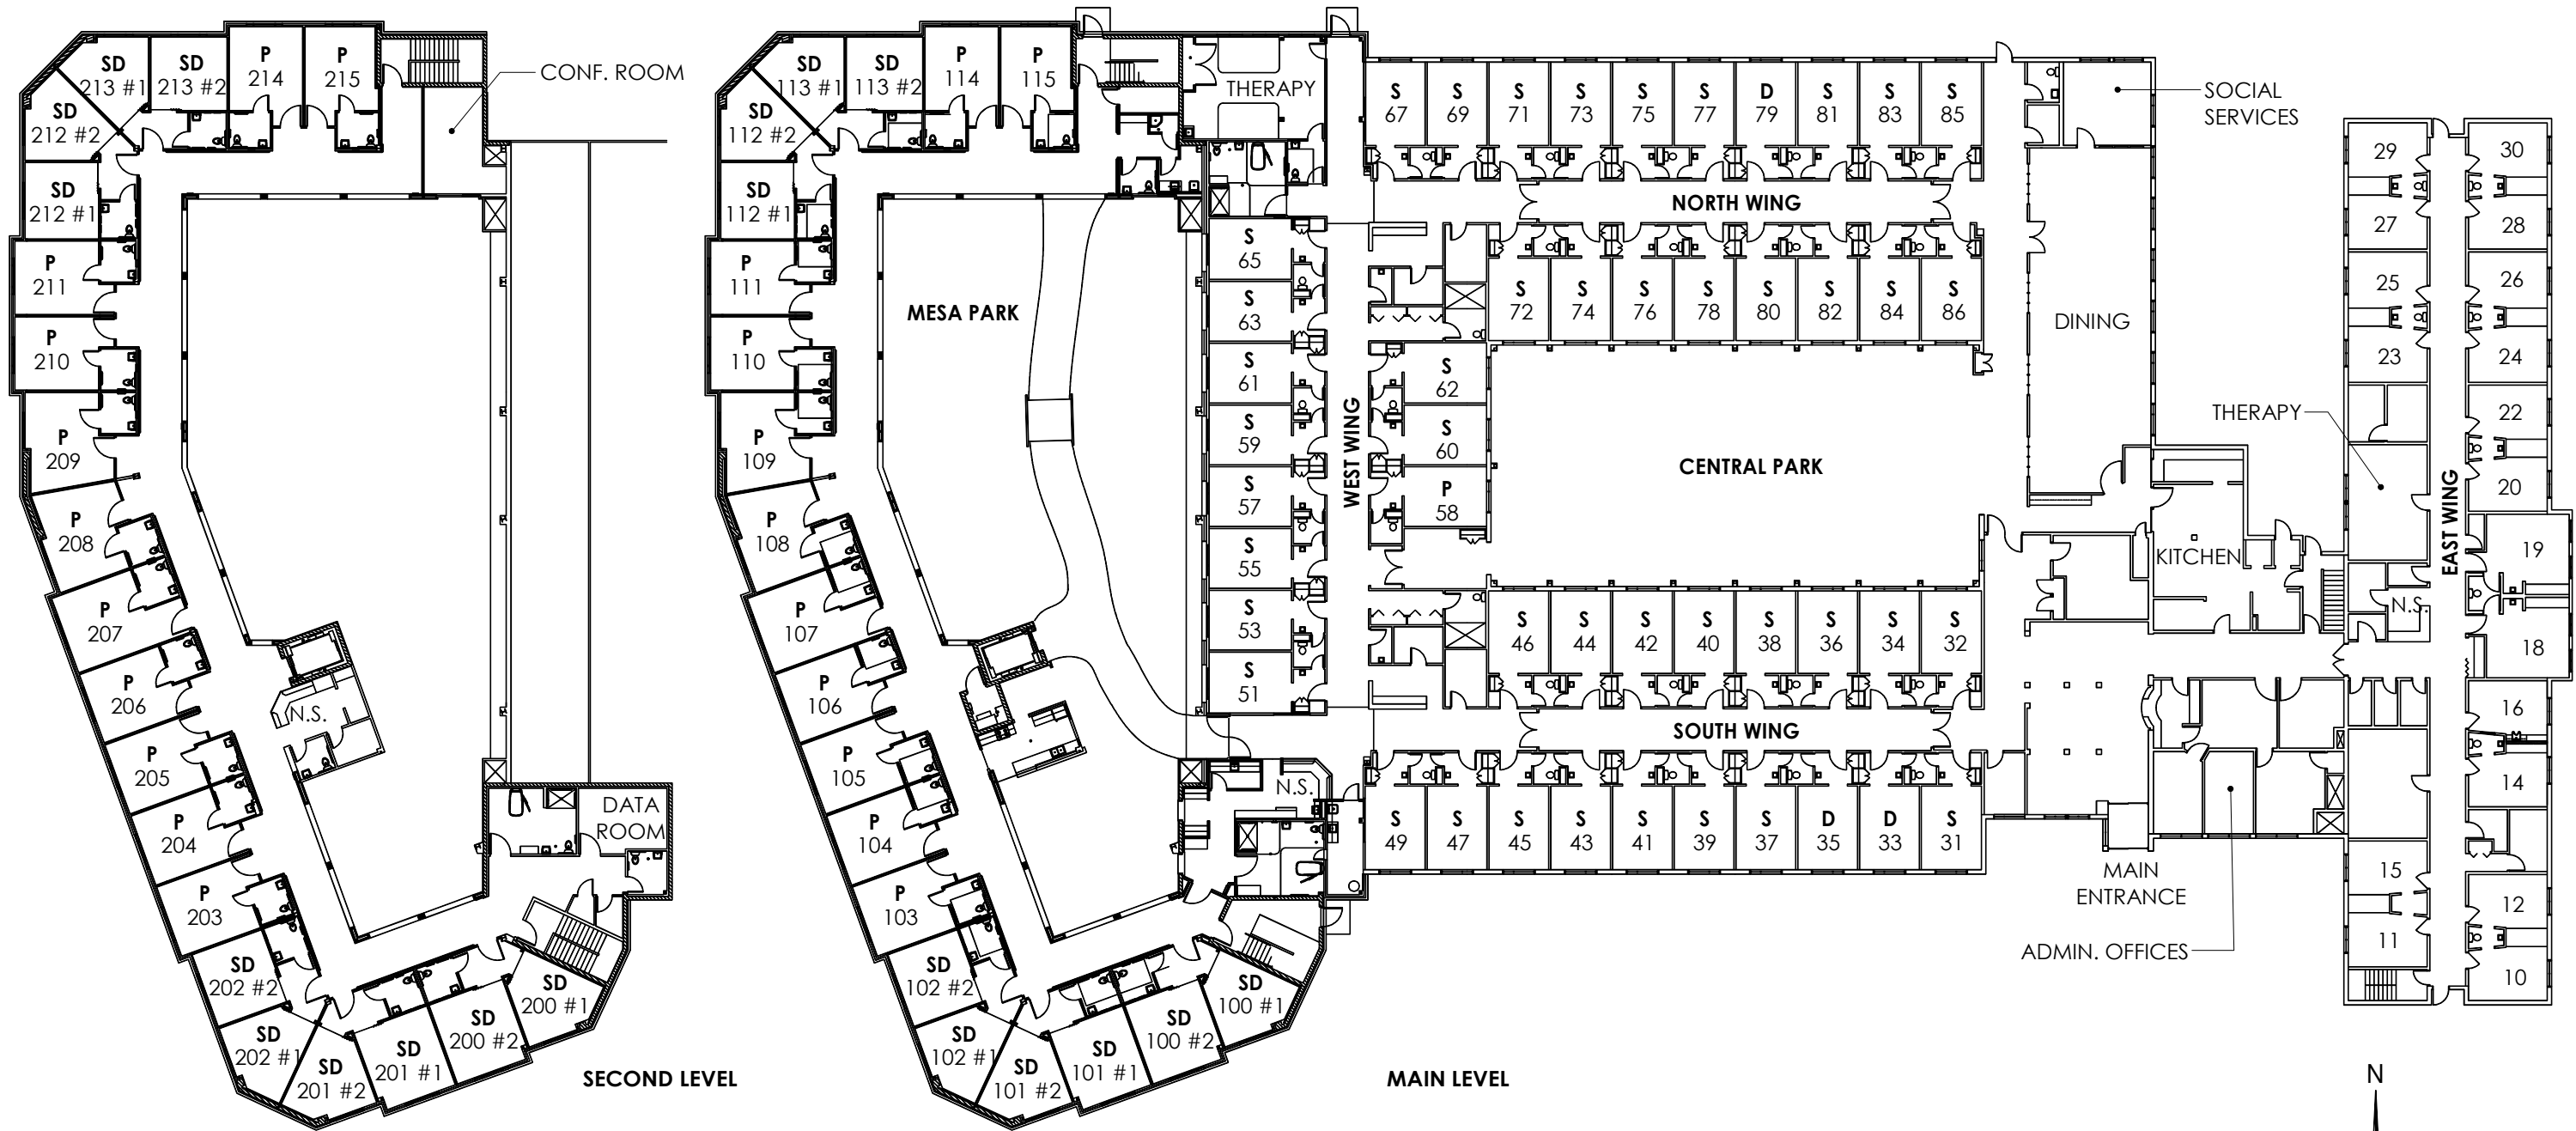 SD
213 #1
SD
213 #2
P
214
P
215
CONF. ROOM
SD
212 #2
SD
212 #1
P
211
P
210
P
209
P
208
P
207
P
206
P
205
P
204
P
203
SD
202 #2
SD
202 #1
SD
201 #2
SD
201 #1
SD
200 #2
SD
200 #1
N.S.
DATA
ROOM
SECOND LEVEL
SD
113 #1
SD
113 #2
P
114
P
115
SD
112 #2
SD
112 #1
P
111
P
110
P
109
P
108
P
107
P
106
P
105
P
104
P
103
SD
102 #2
SD
102 #1
SD
101 #2
SD
101 #1
SD
100 #2
SD
100 #1
MESA PARK
THERAPY
S
67
S
69
S
71
S
73
S
75
S
77
D
79
S
81
S
83
S
85
NORTH WING
S
72
S
74
S
76
S
78
S
80
S
82
S
84
S
86
S
65
S
63
S
61
S
59
S
57
S
55
S
53
S
51
WEST WING
S
62
S
60
P
58
CENTRAL PARK
S
46
S
44
S
42
S
40
S
38
S
36
S
34
S
32
SOUTH WING
N.S.
S
49
S
47
S
45
S
43
S
41
S
39
S
37
D
35
D
33
S
31
MAIN LEVEL
SOCIAL
SERVICES
DINING
KITCHEN
THERAPY
MAIN
ENTRANCE
ADMIN. OFFICES
EAST WING
29
30
27
28
25
26
23
24
22
20
19
N.S.
18
16
14
15
12
11
10
N